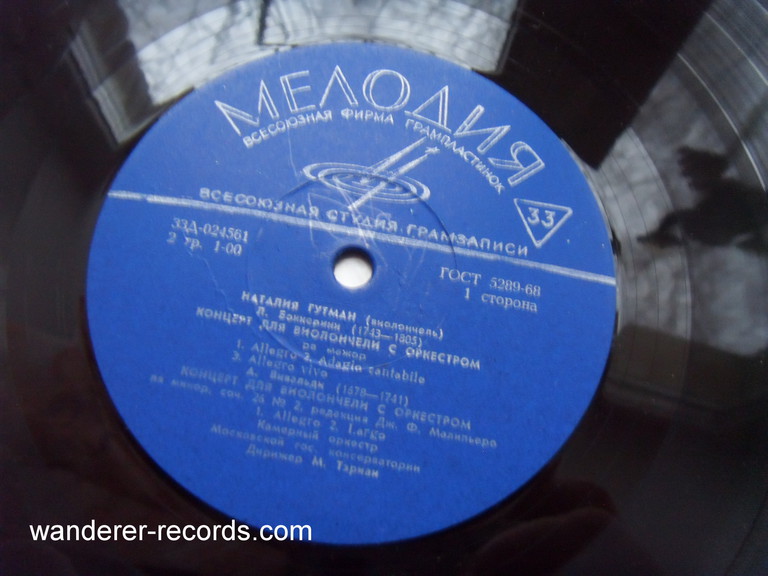 МЕЛОДИЯ
ВСЕСОЮЗНАЯ ФИРМА ГРАМПЛАСТИНОК
33
ВСЕСОЮЗНАЯ СТУДИЯ ГРАМЗАПИСИ
33Д-024561
2 гр. 1-00
ГОСТ 5289-68
1 сторона
НАТАЛИЯ ГУТМАН (виолончель)
Л. Боккерини (1743—1805)
КОНЦЕРТ ДЛЯ ВИОЛОНЧЕЛИ С ОРКЕСТРОМ
мажор
1. Allegro 2. Adagio cantabile
3. Allegro vivo
А. Вивальди (1678—1741)
КОНЦЕРТ ДЛЯ ВИОЛОНЧЕЛИ С ОРКЕСТРОМ
ля минор, соч. 26 № 2, редакция Дж. Ф. Малипьеро
1. Allegro 2. Largo
Камерный оркестр
Московской гос. консерватории
Дирижер М. Тэриан
wanderer-records.com